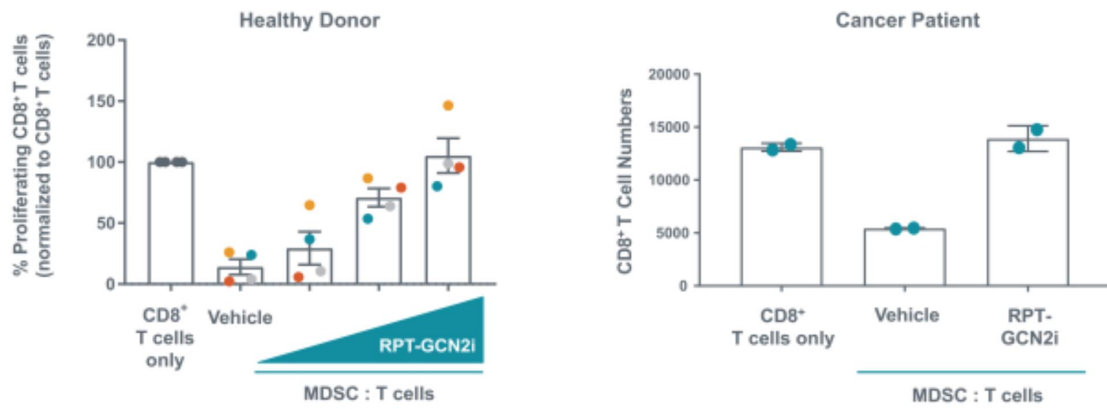 Healthy Donor
% Proliferating CD8⁺ T cells
(normalized to CD8⁺ T cells)
200
150
100
50
0
CD8⁺
T cells
only
Vehicle
RPT-GCN2i
MDSC : T cells
Cancer Patient
CD8⁺ T Cell Numbers
20000
15000
10000
5000
0
CD8⁺
T cells only
Vehicle
RPT-
GCN2i
MDSC : T cells